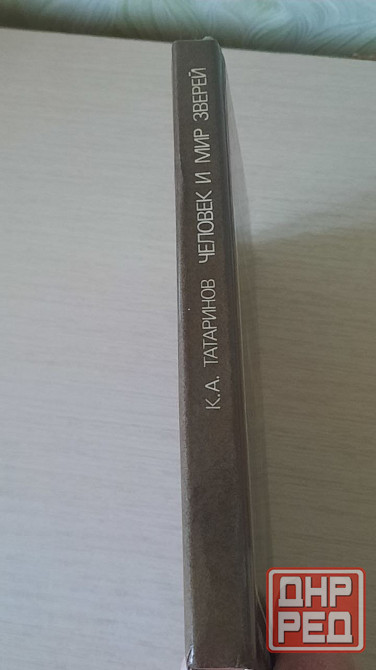 К.А. ТАТАРИНОВ ЧЕЛОВЕК И МИР ЗВЕРЕЙ
ДНР
РЕД